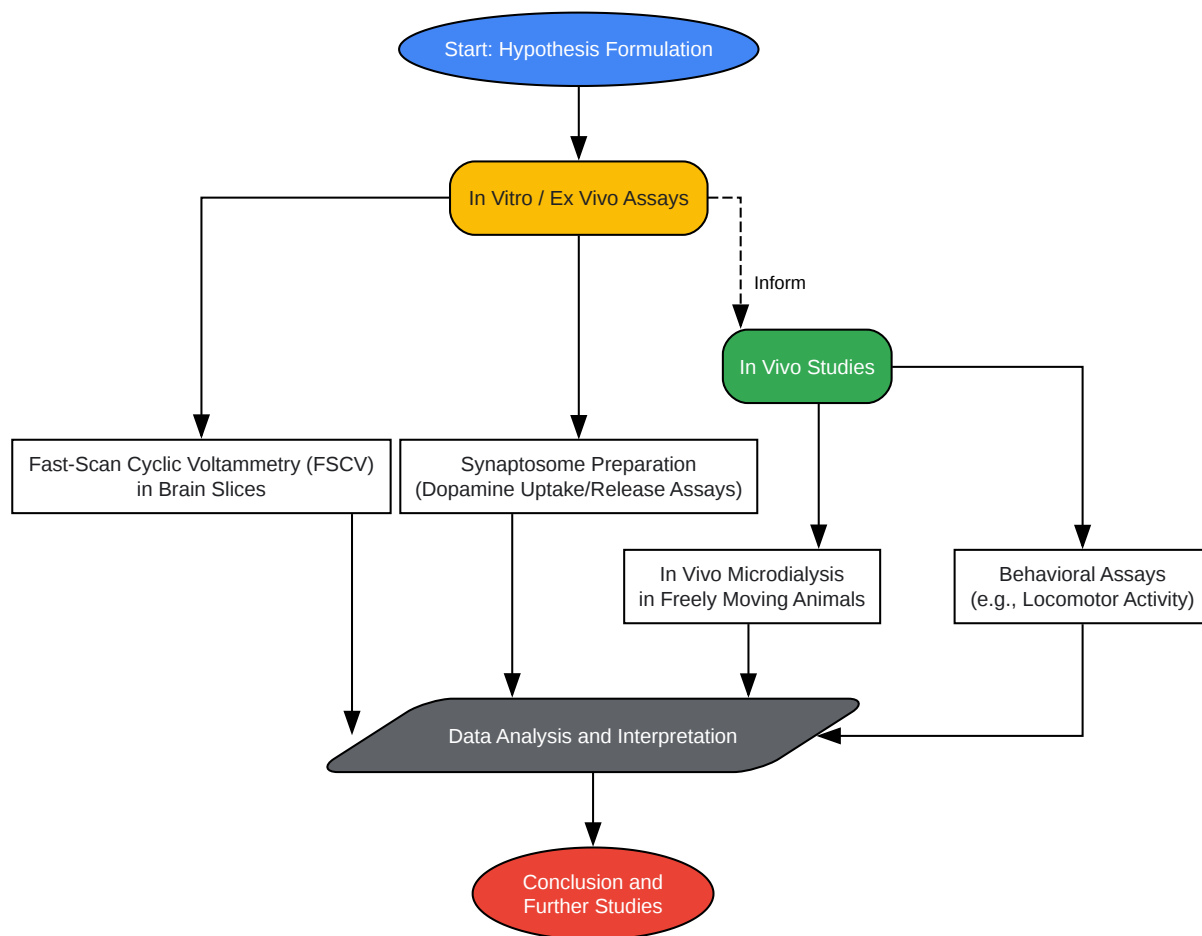 Start: Hypothesis Formulation
In Vitro / Ex Vivo Assays
Inform
In Vivo Studies
Fast-Scan Cyclic Voltammetry (FSCV)
in Brain Slices
Synaptosome Preparation
(Dopamine Uptake/Release Assays)
In Vivo Microdialysis
in Freely Moving Animals
Behavioral Assays
(e.g., Locomotor Activity)
Data Analysis and Interpretation
Conclusion and
Further Studies